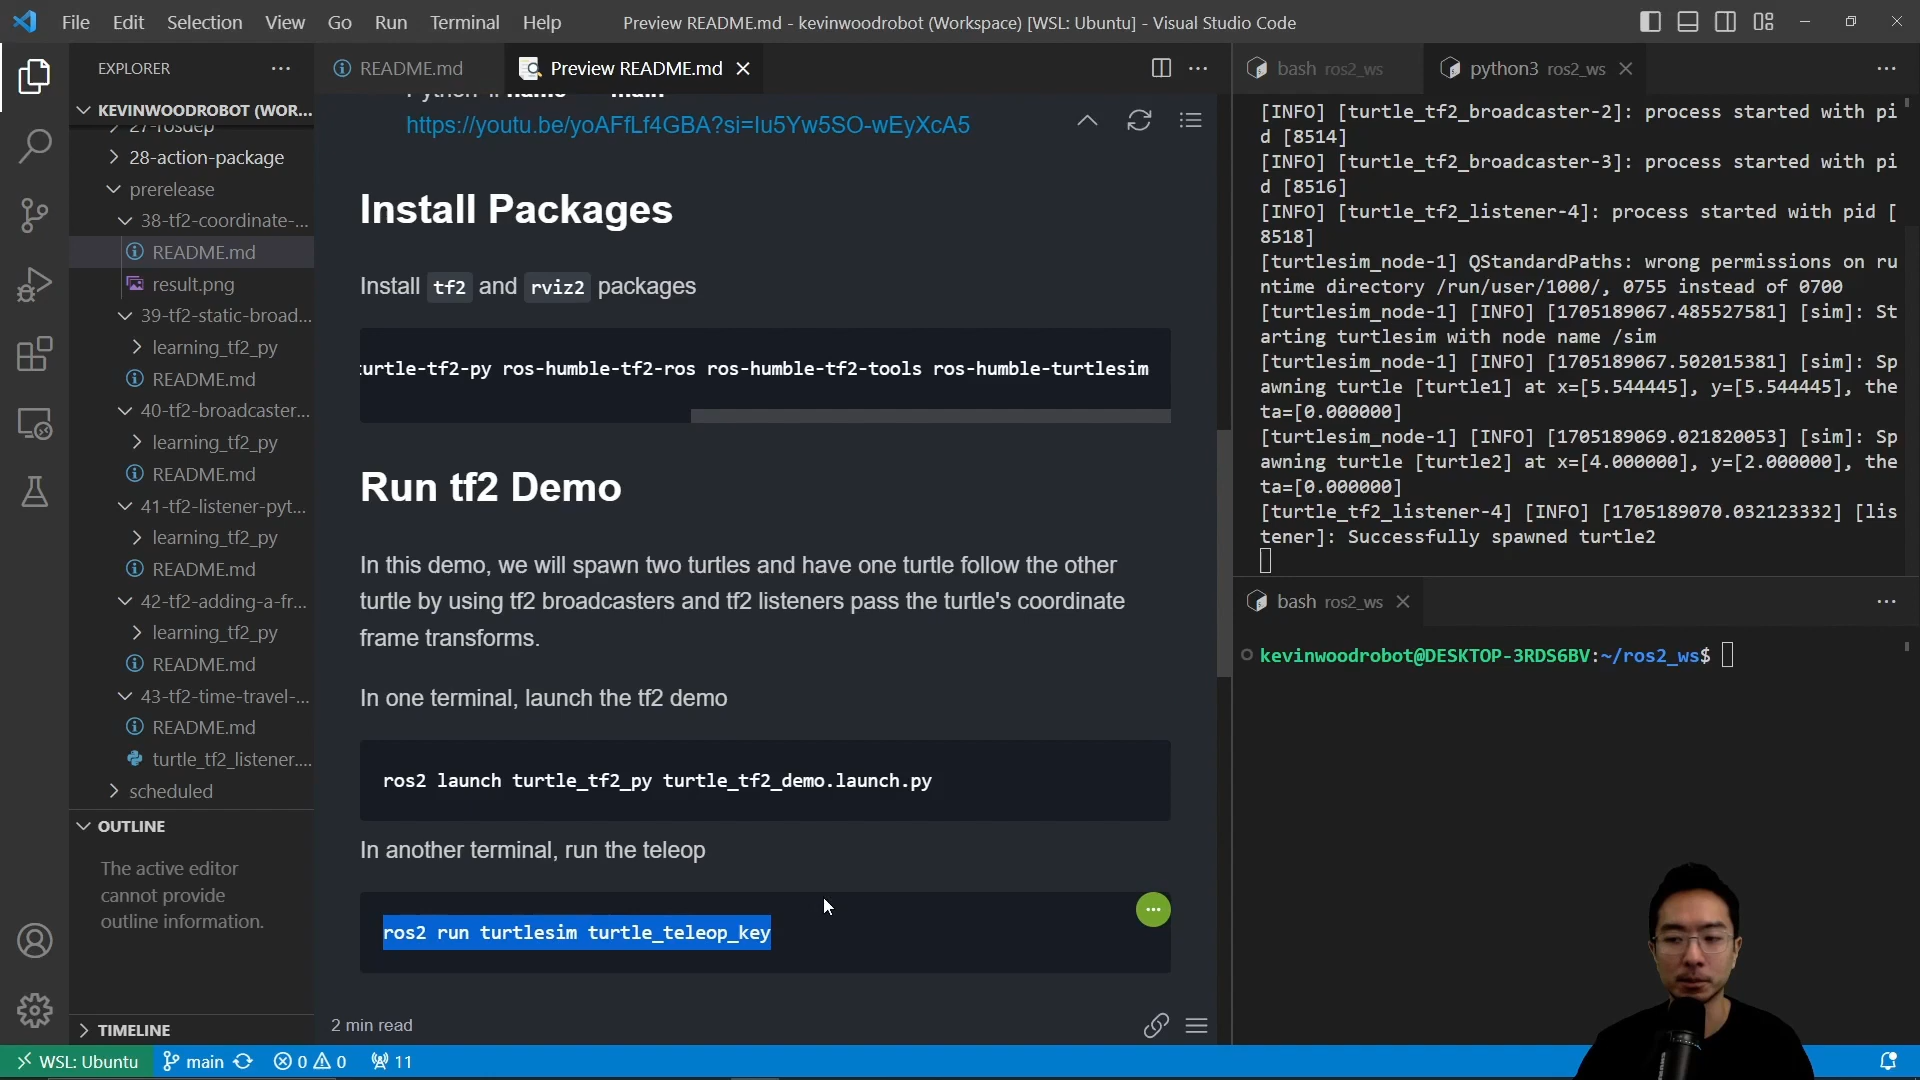 File Edit Selection View Go Run Terminal Help
Preview README.md - kevinwoodrobot (Workspace) [WSL: Ubuntu] - Visual Studio Code
EXPLORER
KEVINWOODROBOT (WOR...
27-rosdep
28-action-package
prerelease
38-tf2-coordinate-...
README.md
result.png
39-tf2-static-broad...
learning_tf2_py
README.md
40-tf2-broadcaster...
learning_tf2_py
README.md
41-tf2-listener-pyt...
learning_tf2_py
README.md
42-tf2-adding-a-fr...
learning_tf2_py
README.md
43-tf2-time-travel-...
README.md
turtle_tf2_listener....
scheduled
OUTLINE
The active editor
cannot provide
outline information.
TIMELINE
README.md
Preview README.md
https://youtu.be/yoAFfLf4GBA?si=Iu5Yw5SO-wEyXcA5
Install Packages
Install tf2 and rviz2 packages
urtle-tf2-py ros-humble-tf2-ros ros-humble-tf2-tools ros-humble-turtlesim
Run tf2 Demo
In this demo, we will spawn two turtles and have one turtle follow the other
turtle by using tf2 broadcasters and tf2 listeners pass the turtle's coordinate
frame transforms.
In one terminal, launch the tf2 demo
ros2 launch turtle_tf2_py turtle_tf2_demo.launch.py
In another terminal, run the teleop
ros2 run turtlesim turtle_teleop_key
2 min read
bash ros2_ws
python3 ros2_ws
[INFO] [turtle_tf2_broadcaster-2]: process started with pi
d [8514]
[INFO] [turtle_tf2_broadcaster-3]: process started with pi
d [8516]
[INFO] [turtle_tf2_listener-4]: process started with pid [
8518]
[turtlesim_node-1] QStandardPaths: wrong permissions on ru
ntime directory /run/user/1000/, 0755 instead of 0700
[turtlesim_node-1] [INFO] [1705189067.485527581] [sim]: St
arting turtlesim with node name /sim
[turtlesim_node-1] [INFO] [1705189067.502015381] [sim]: Sp
awning turtle [turtle1] at x=[5.544445], y=[5.544445], the
ta=[0.000000]
[turtlesim_node-1] [INFO] [1705189069.021820053] [sim]: Sp
awning turtle [turtle2] at x=[4.000000], y=[2.000000], the
ta=[0.000000]
[turtle_tf2_listener-4] [INFO] [1705189070.032123332] [lis
tener]: Successfully spawned turtle2
bash ros2_ws
kevinwoodrobot@DESKTOP-3RDS6BV:~/ros2_ws$
WSL: Ubuntu main 0 0 11